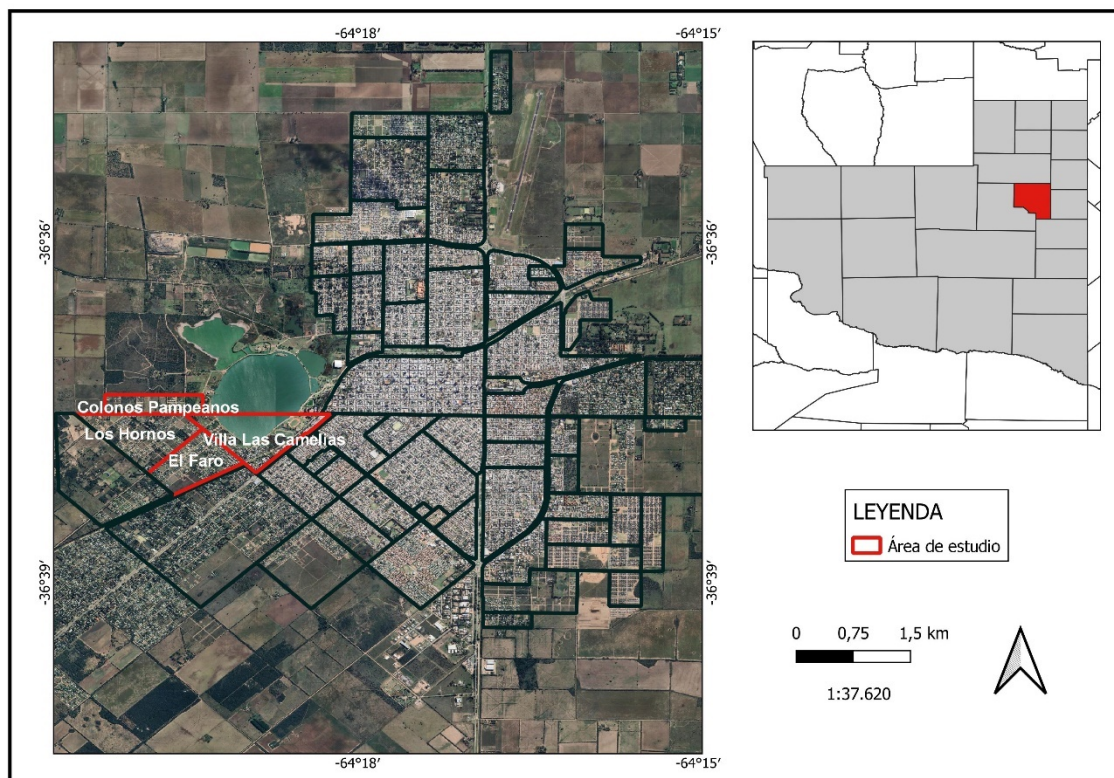 -64°18'
-64°15'
-36°36'
-36°36'
Colonos Pampeanos
Los Hornos
Villa Las Camelias
El Faro
-36°39'
-36°39'
-64°18'
-64°15'
LEYENDA
Área de estudio
0 0,75 1,5 km
1:37.620